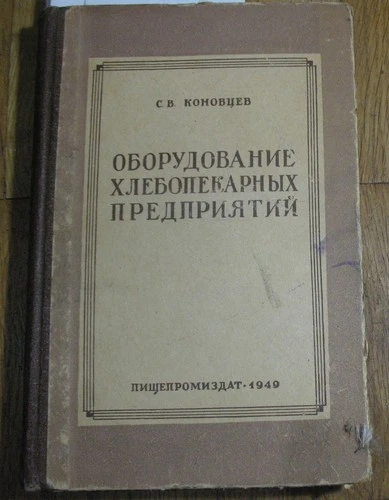 С. В. КОНОВЦЕВ
ОБОРУДОВАНИЕ
ХЛЕБОПЕКАРНЫХ
ПРЕДПРИЯТИЙ
ПИЩЕПРОМИЗДАТ · 1949